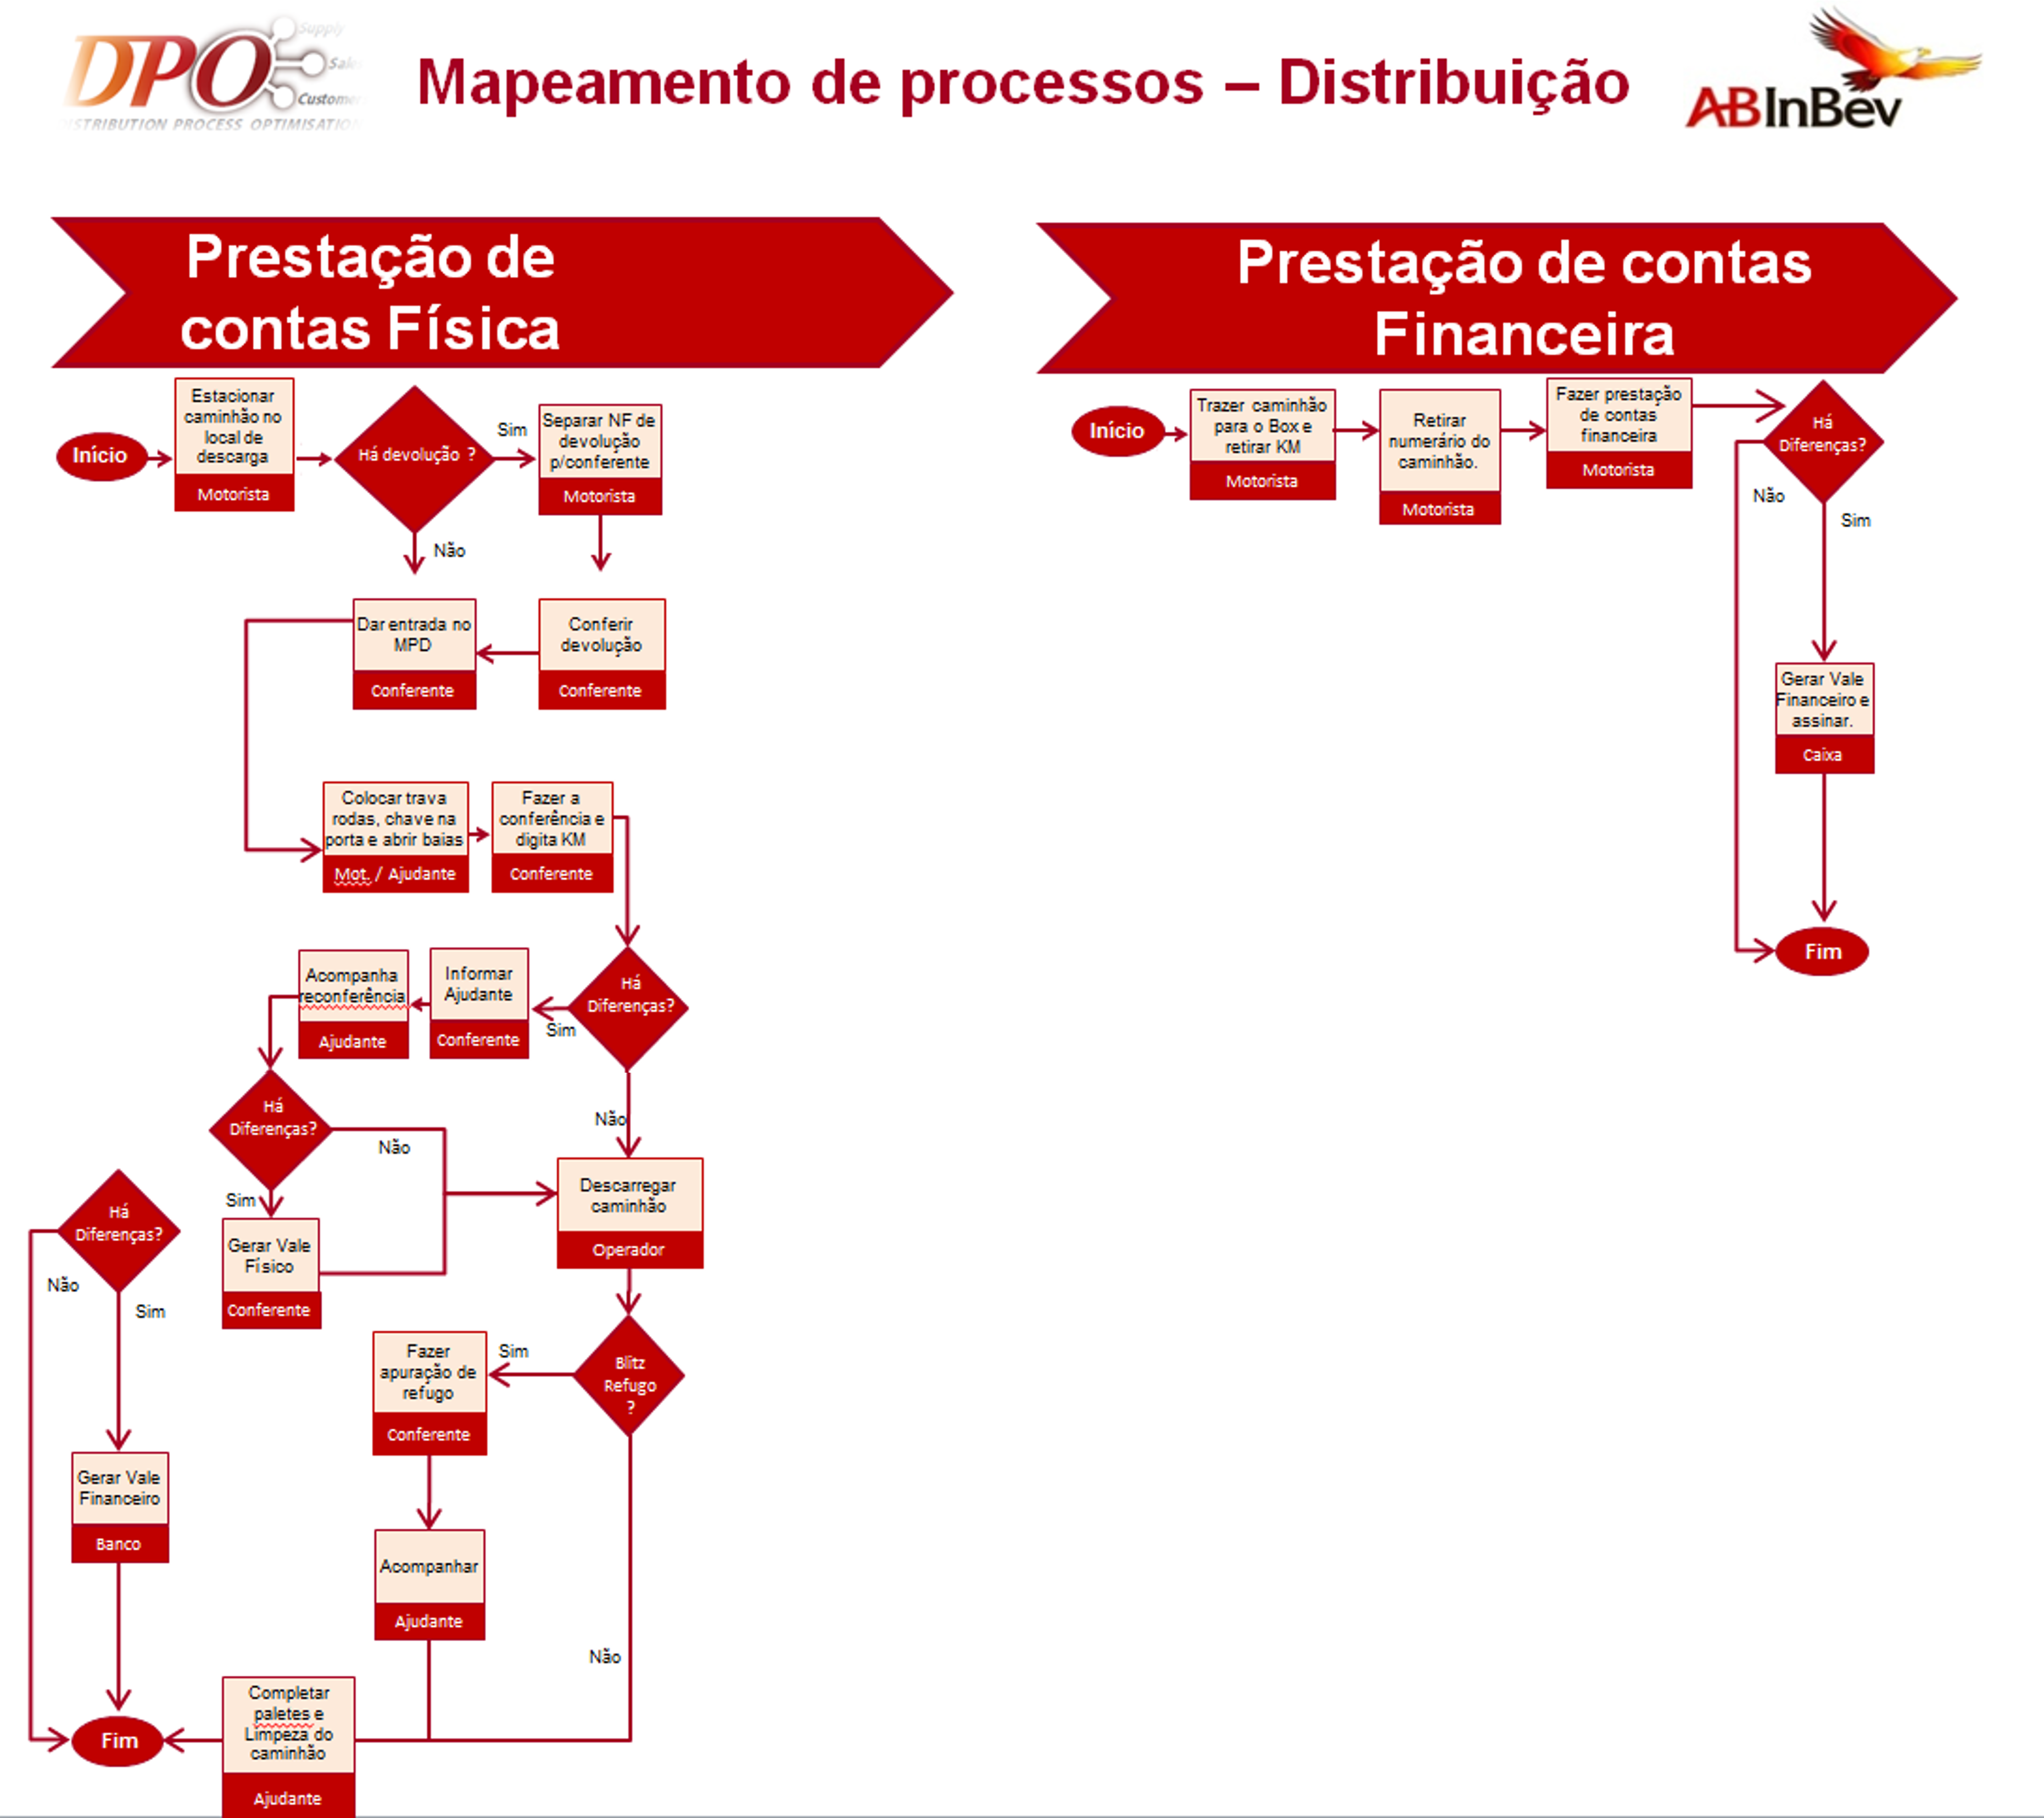 Supply
Sales
Customer
DPO
DISTRIBUTION PROCESS OPTIMISATION
Mapeamento de processos – Distribuição
ABInBev
Prestação de
contas Física
Início
Estacionar
caminhão no
local de
descarga
Motorista
Há devolução ?
Sim
Não
Separar NF de
devolução
p/conferente
Motorista
Dar entrada no
MPD
Conferente
Conferir
devolução
Conferente
Colocar trava
rodas, chave na
porta e abrir baias
Mot. / Ajudante
Fazer a
conferência e
digita KM
Conferente
Há
Diferenças?
Sim
Não
Informar
Ajudante
Conferente
Acompanha
reconferência
Ajudante
Há
Diferenças?
Não
Sim
Gerar Vale
Físico
Conferente
Descarregar
caminhão
Operador
Há
Diferenças?
Não
Sim
Blitz
Refugo
?
Sim
Não
Fazer
apuração de
refugo
Conferente
Gerar Vale
Financeiro
Banco
Acompanhar
Ajudante
Completar
paletes e
Limpeza do
caminhão
Ajudante
Fim
Prestação de contas
Financeira
Início
Trazer caminhão
para o Box e
retirar KM
Motorista
Retirar
numerário do
caminhão.
Motorista
Fazer prestação
de contas
financeira
Motorista
Há
Diferenças?
Não
Sim
Gerar Vale
Financeiro e
assinar.
Caixa
Fim